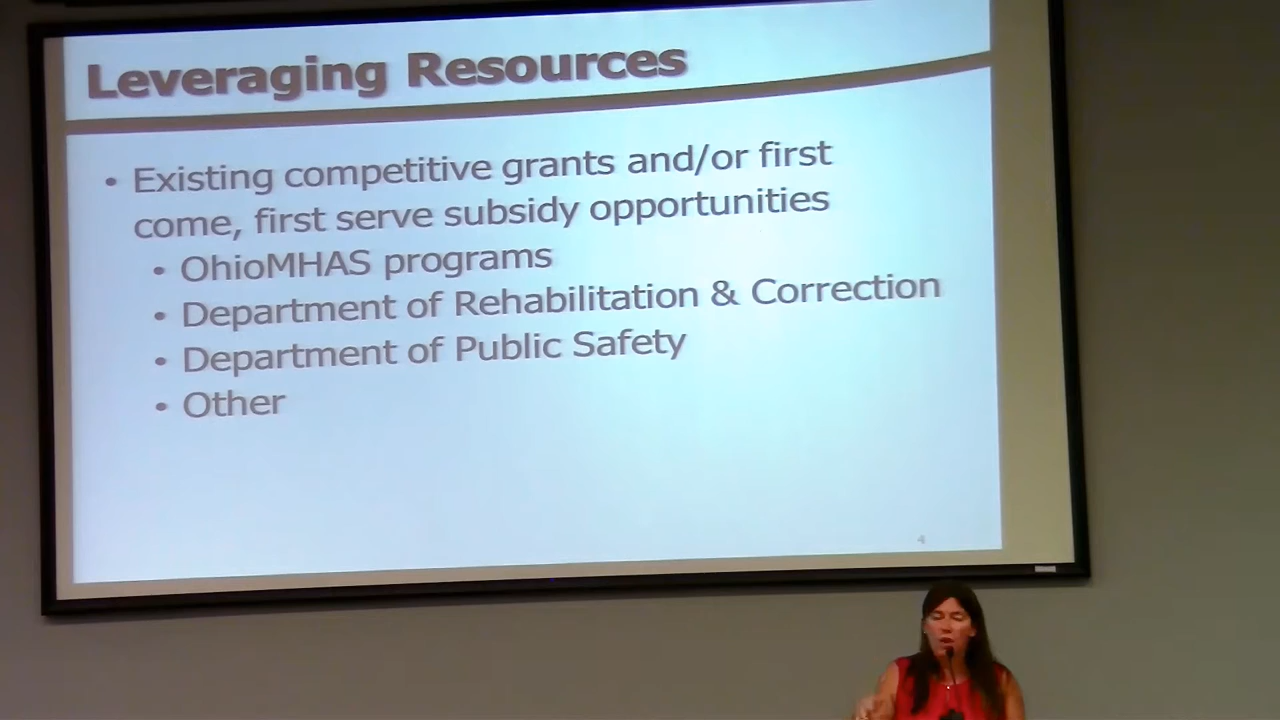 Leveraging Resources
• Existing competitive grants and/or first
come, first serve subsidy opportunities
• OhioMHAS programs
• Department of Rehabilitation & Correction
• Department of Public Safety
• Other
4